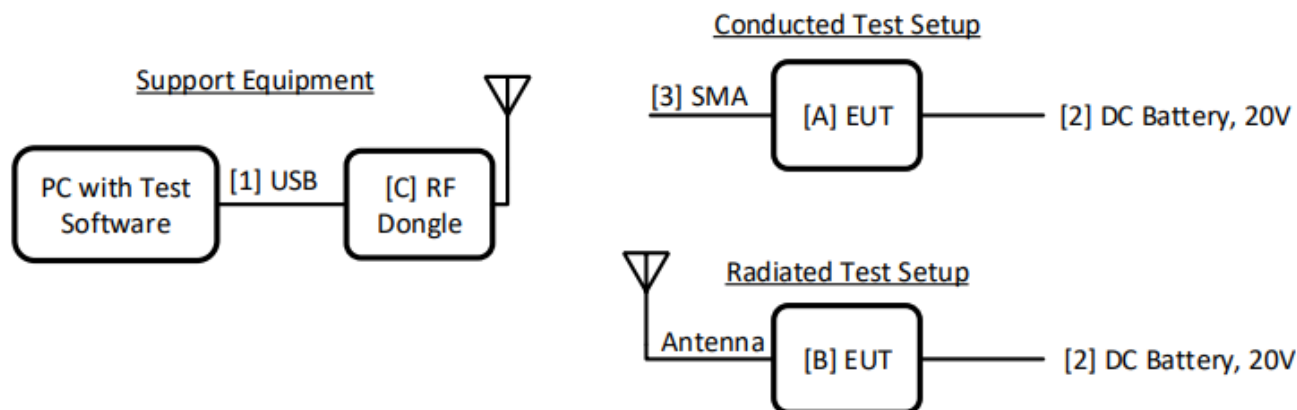 Support Equipment
PC with Test
Software
[1] USB
[C] RF
Dongle
Conducted Test Setup
[3] SMA
[A] EUT
[2] DC Battery, 20V
Radiated Test Setup
Antenna
[B] EUT
[2] DC Battery, 20V